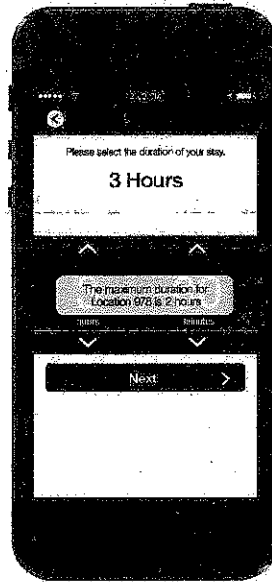 Please select the duration of your stay.
3 Hours
The maximum duration for
Location 978 is 2 hours
hours
minutes
Next